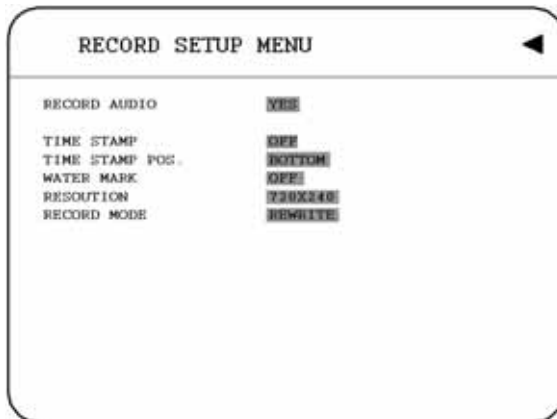 RECORD SETUP MENU
RECORD AUDIO YES
TIME STAMP OFF
TIME STAMP POS. BOTTOM
WATER MARK OFF
RESOUTION 720X240
RECORD MODE REWRITE